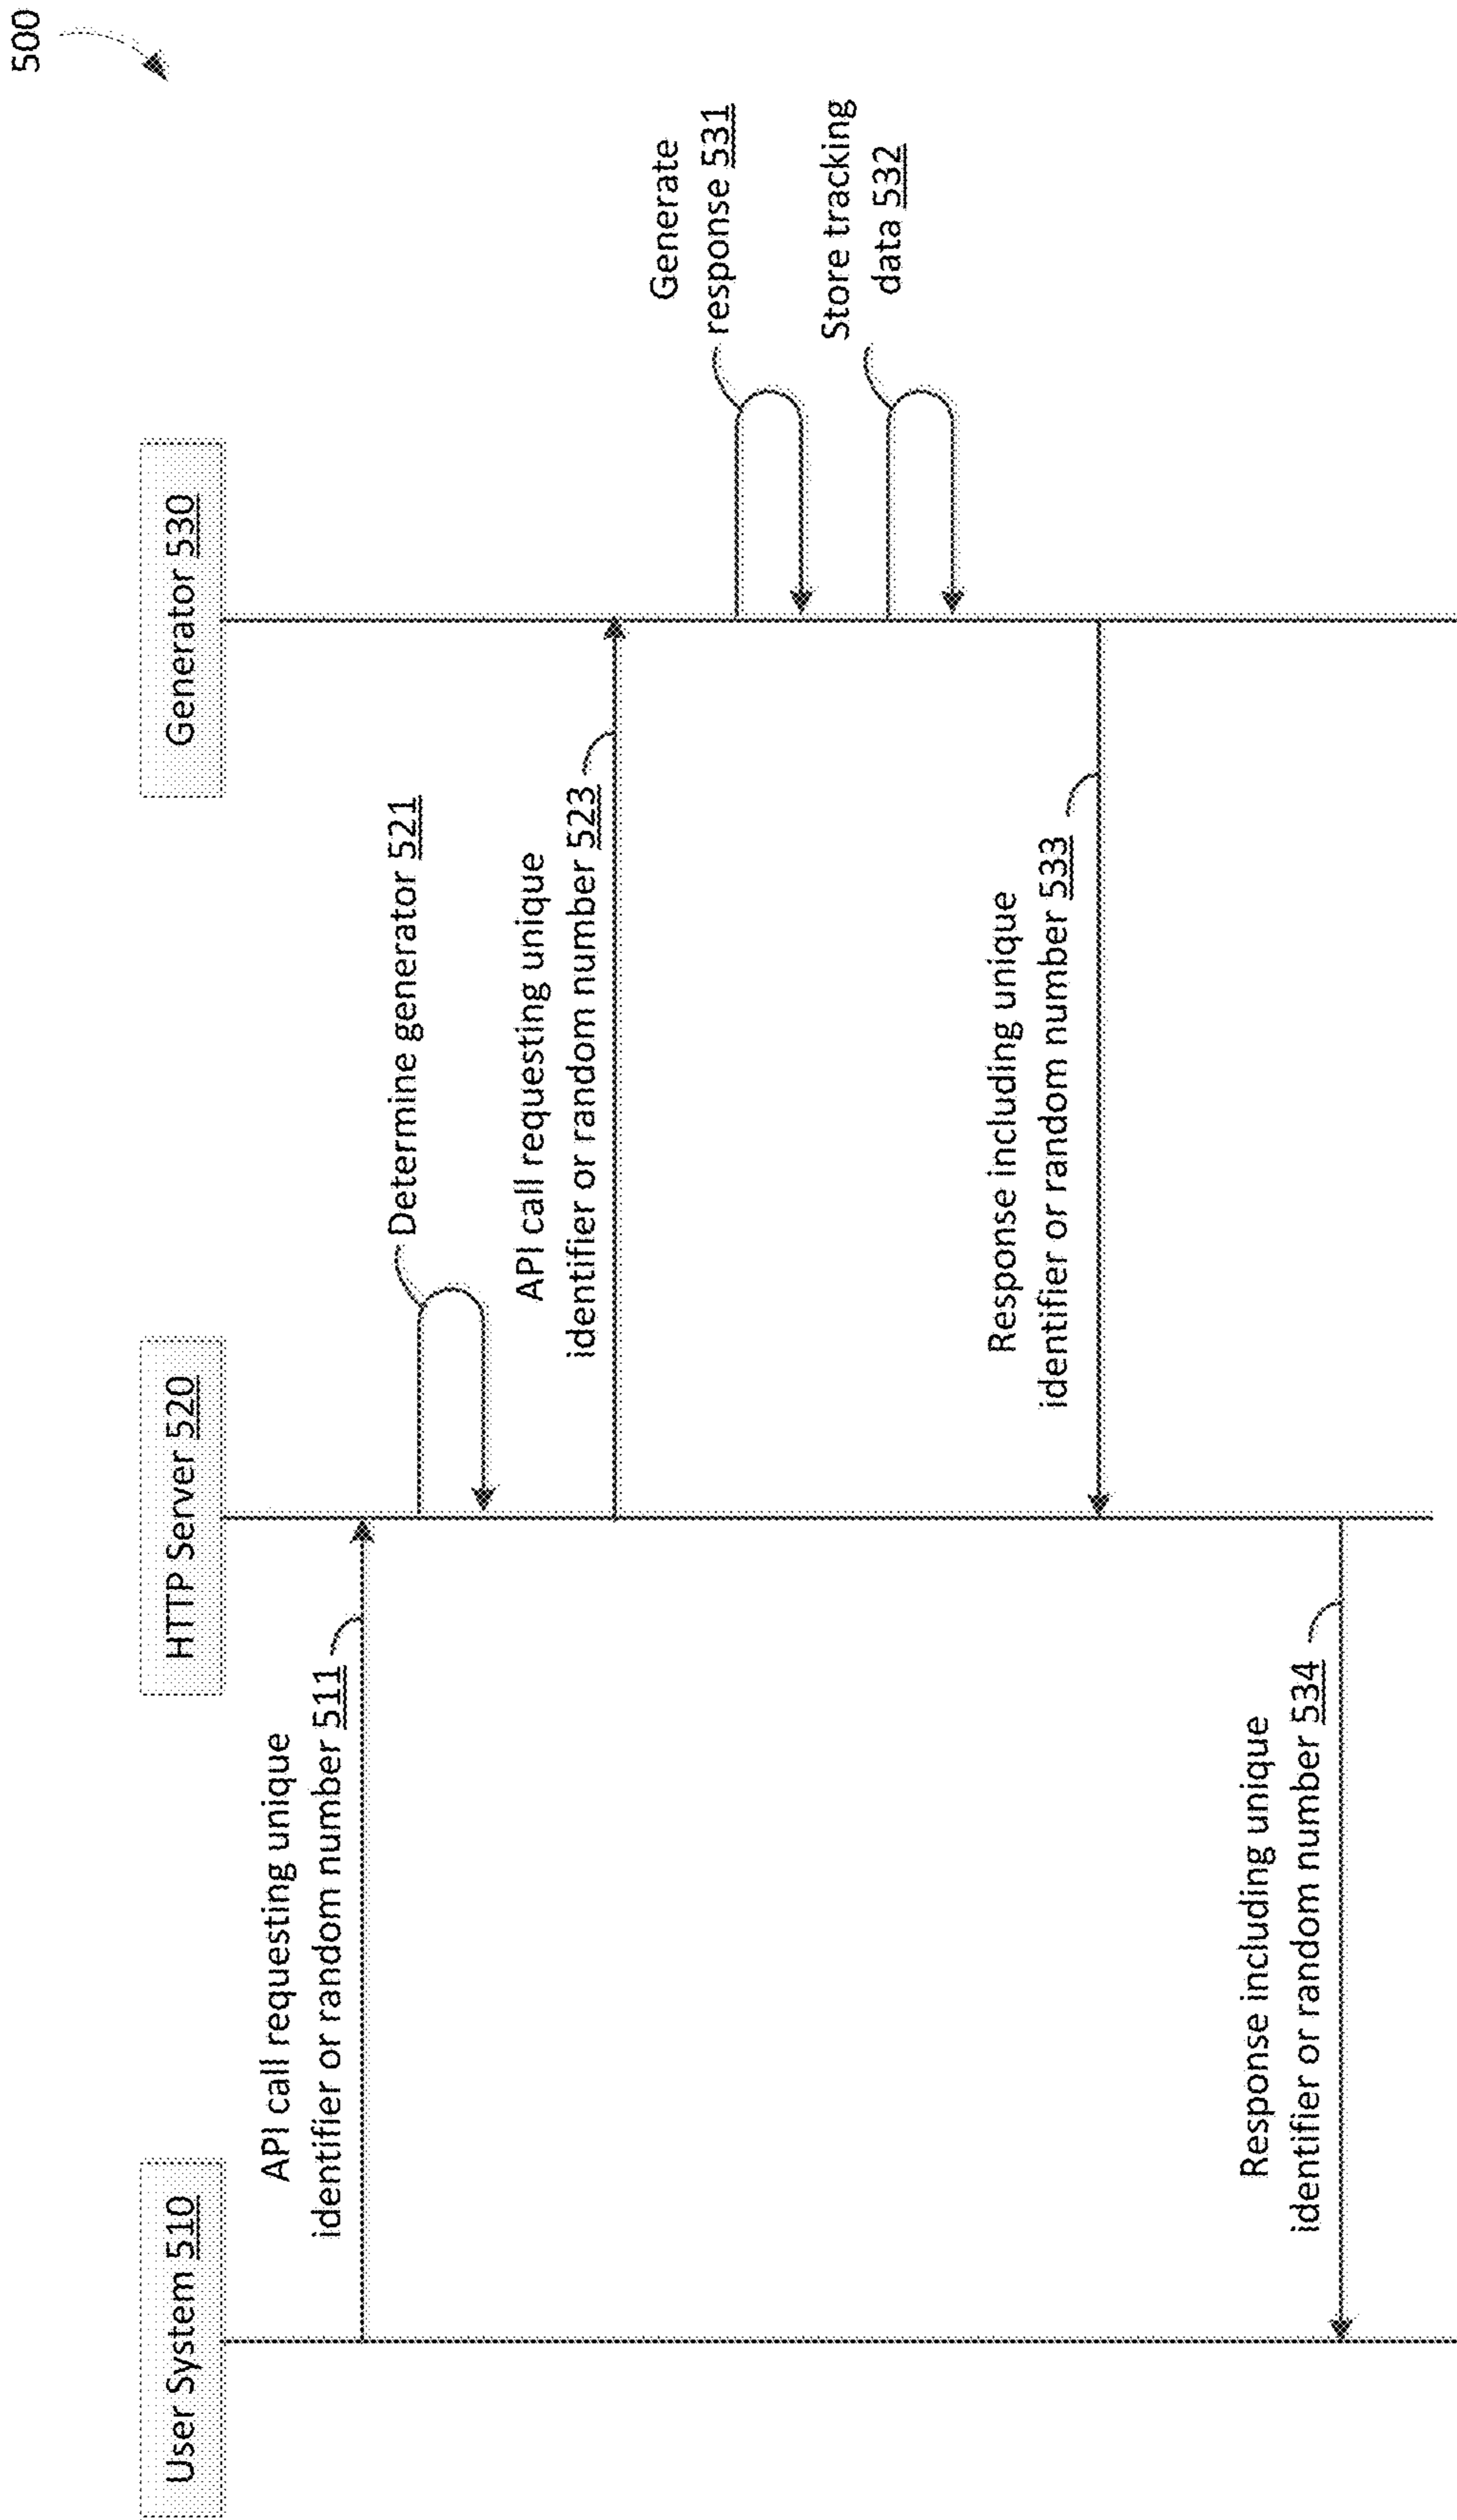 500
User System 510
HTTP Server 520
Generator 530
API call requesting unique
identifier or random number 511
Determine generator 521
API call requesting unique
identifier or random number 523
Generate
response 531
Store tracking
data 532
Response including unique
identifier or random number 533
Response including unique
identifier or random number 534